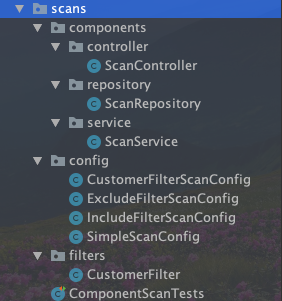 scans
components
controller
ScanController
repository
ScanRepository
service
ScanService
config
CustomerFilterScanConfig
ExcludeFilterScanConfig
IncludeFilterScanConfig
SimpleScanConfig
filters
CustomerFilter
ComponentScanTests